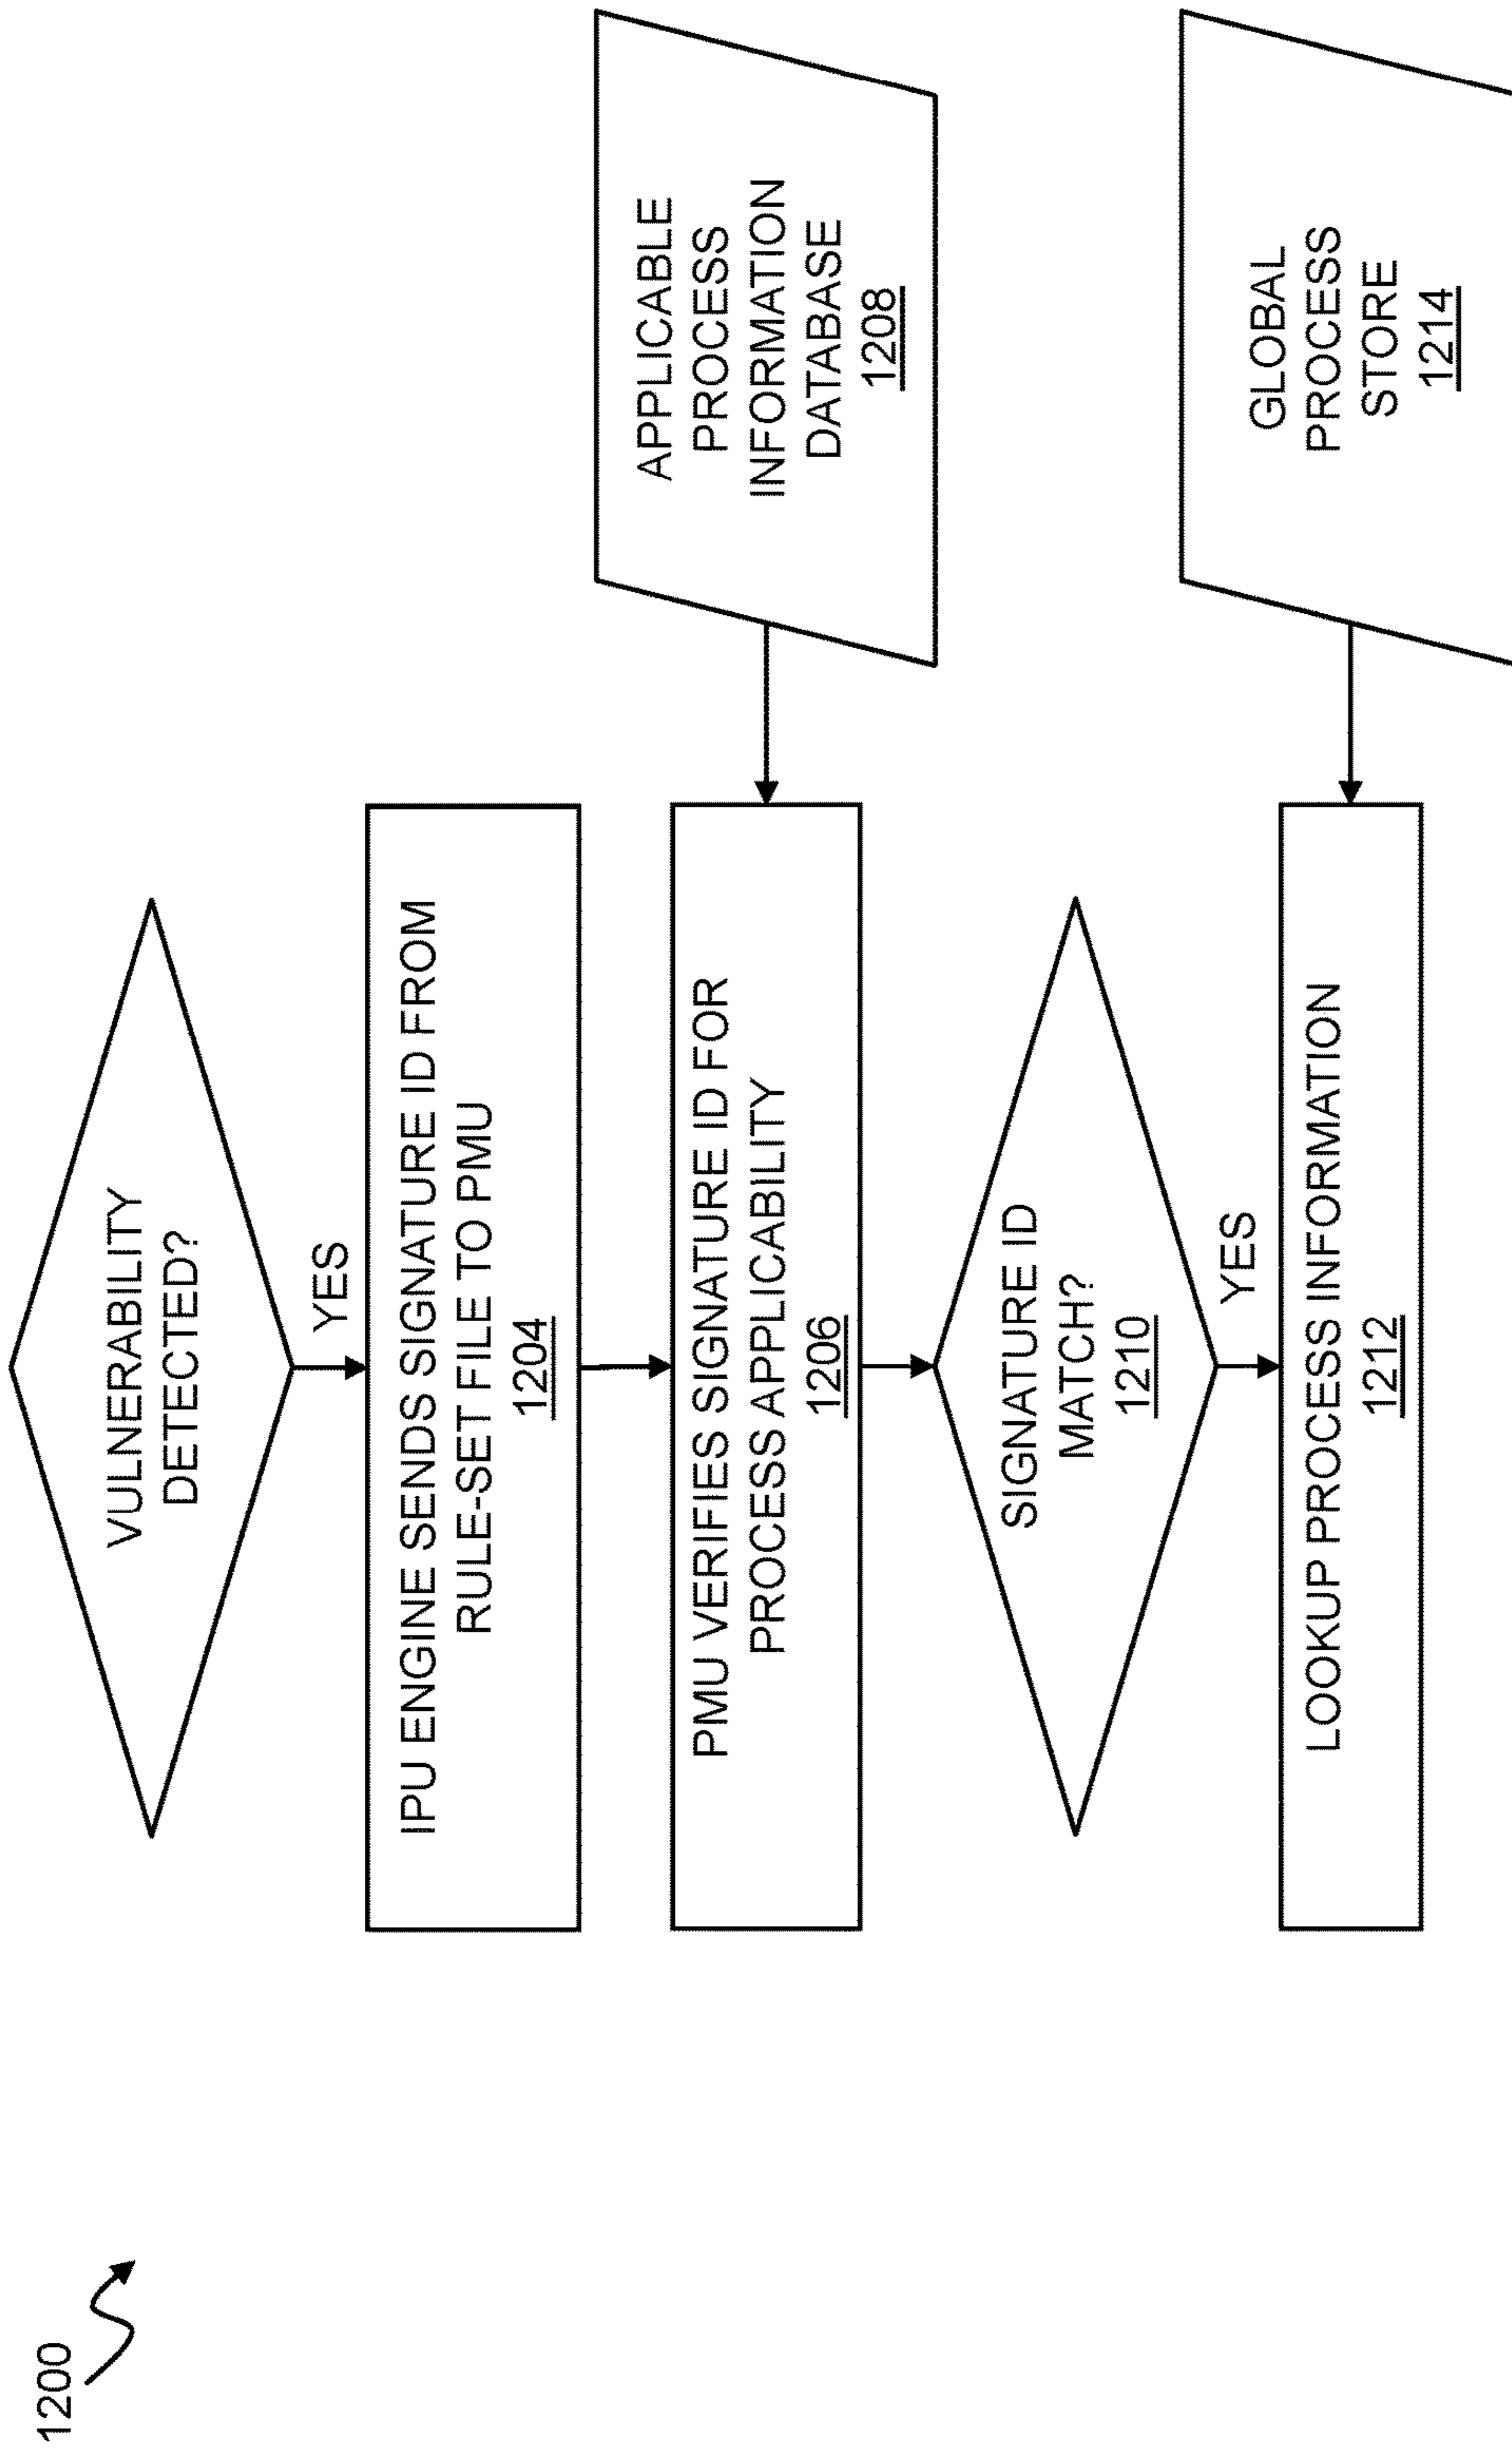 1200
VULNERABILITY
DETECTED?
YES
IPU ENGINE SENDS SIGNATURE ID FROM
RULE-SET FILE TO PMU
1204
PMU VERIFIES SIGNATURE ID FOR
PROCESS APPLICABILITY
1206
APPLICABLE
PROCESS
INFORMATION
DATABASE
1208
SIGNATURE ID
MATCH?
1210
YES
LOOKUP PROCESS INFORMATION
1212
GLOBAL
PROCESS
STORE
1214